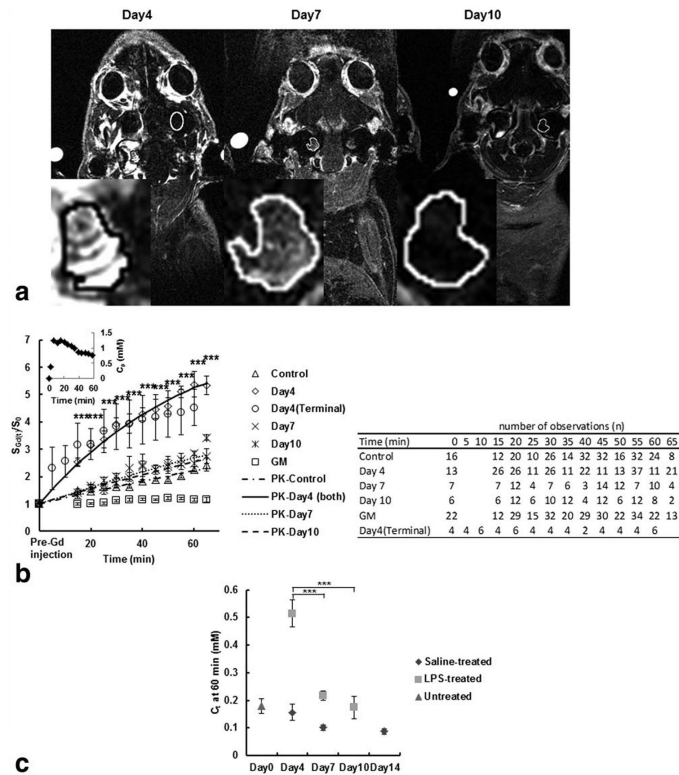 Day4 Day7 Day10
a
7
6
5
4
3
2
1
0
S_Gd(t)/S_0
1.5
1
0.5
0
C_p (mM)
0 20 40 60
Time (min)
*** *** *** *** *** *** *** *** *** *** ***
Pre-Gd injection
20 40 60
Time (min)
Control
Day4
Day4(Terminal)
Day7
Day10
GM
PK-Control
PK-Day4 (both)
PK-Day7
PK-Day10
number of observations (n)
Time (min) 0 5 10 15 20 25 30 35 40 45 50 55 60 65
Control 16 12 20 10 26 14 32 32 16 32 24 8
Day 4 13 26 26 11 26 11 22 11 13 37 11 21
Day 7 7 7 12 4 7 6 3 14 12 7 10 4
Day 10 6 6 12 6 10 12 4 12 6 12 8 2
GM 22 12 29 15 32 20 29 30 22 34 22 13
Day4(Terminal) 4 4 6 4 6 4 4 4 2 4 4 4 6
b
0.6
0.5
0.4
0.3
0.2
0.1
0
C_t at 60 min (mM)
***
***
Saline-treated
LPS-treated
Untreated
Day0 Day4 Day7 Day10 Day14
c